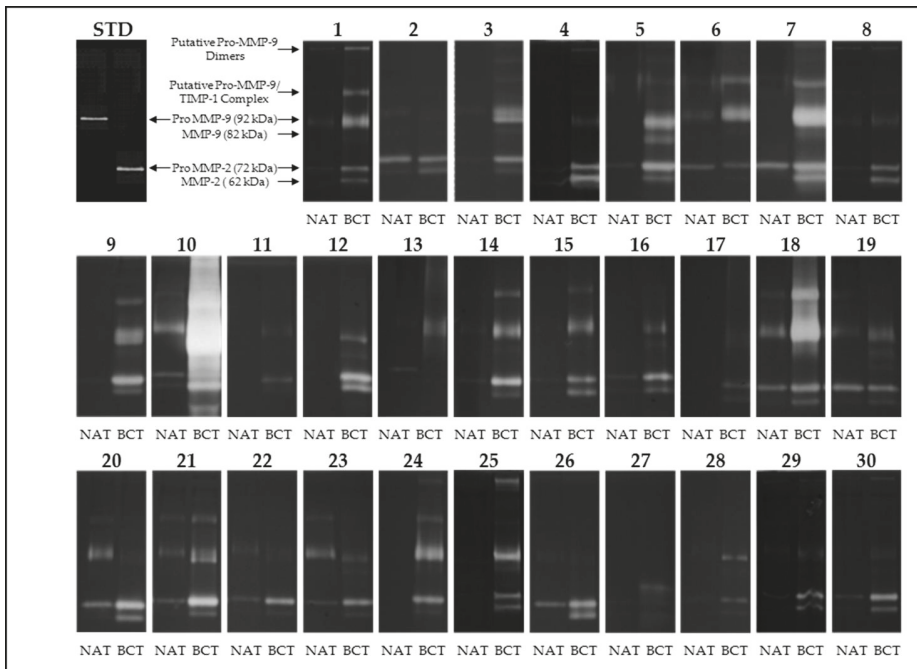 STD 1 2 3 4 5 6 7 8
Putative Pro-MMP-9
Dimers
Putative Pro-MMP-9/
TIMP-1 Complex
Pro MMP-9 (92 kDa)
MMP-9 (82 kDa)
Pro MMP-2 (72 kDa)
MMP-2 (62 kDa)
NAT BCT NAT BCT NAT BCT NAT BCT NAT BCT NAT BCT NAT BCT NAT BCT
9 10 11 12 13 14 15 16 17 18 19
NAT BCT NAT BCT NAT BCT NAT BCT NAT BCT NAT BCT NAT BCT NAT BCT NAT BCT NAT BCT NAT BCT
20 21 22 23 24 25 26 27 28 29 30
NAT BCT NAT BCT NAT BCT NAT BCT NAT BCT NAT BCT NAT BCT NAT BCT NAT BCT NAT BCT NAT BCT